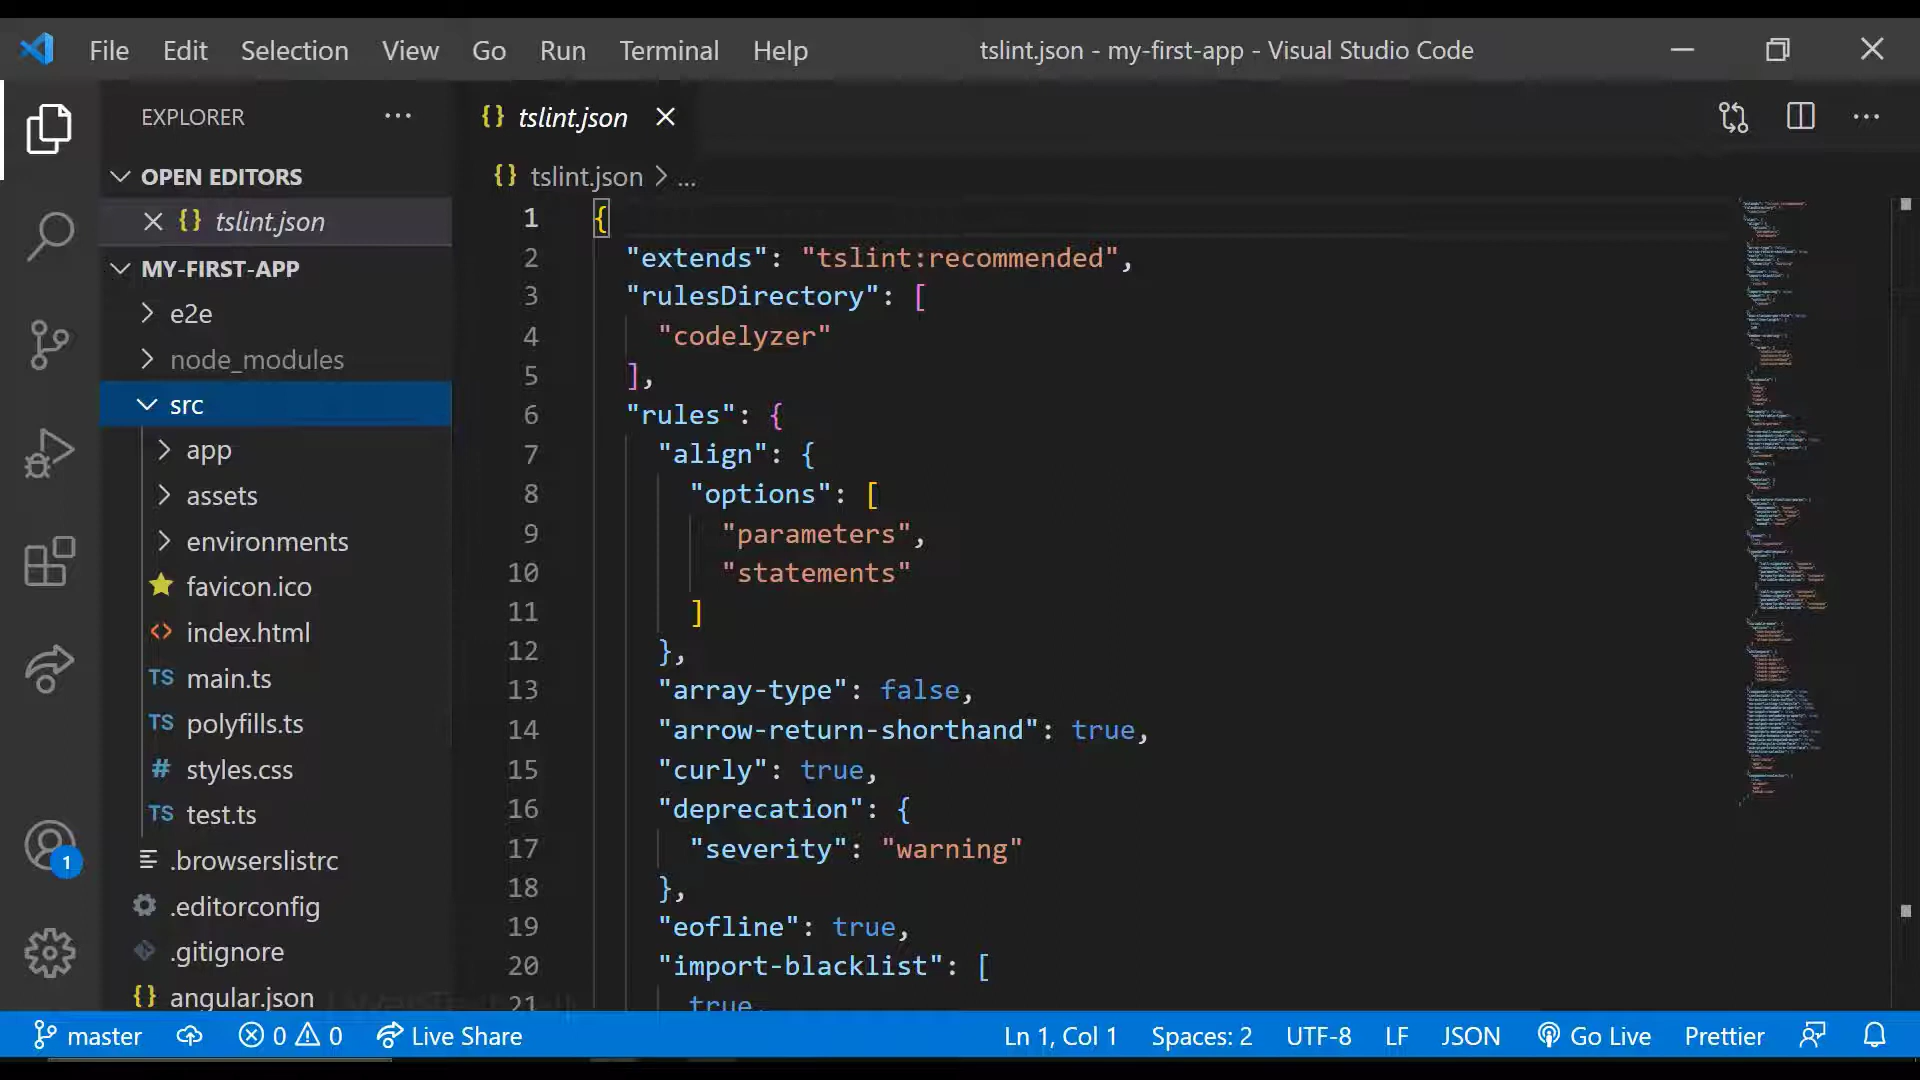 File Edit Selection View Go Run Terminal Help tslint.json - my-first-app - Visual Studio Code
EXPLORER
OPEN EDITORS
tslint.json
MY-FIRST-APP
e2e
node_modules
src
app
assets
environments
favicon.ico
index.html
TS main.ts
TS polyfills.ts
# styles.css
TS test.ts
.browserslistrc
.editorconfig
.gitignore
{} angular.json
{} tslint.json
{} tslint.json > ...
1 {
2 "extends": "tslint:recommended",
3 "rulesDirectory": [
4 "codelyzer"
5 ],
6 "rules": {
7 "align": {
8 "options": [
9 "parameters",
10 "statements"
11 ]
12 },
13 "array-type": false,
14 "arrow-return-shorthand": true,
15 "curly": true,
16 "deprecation": {
17 "severity": "warning"
18 },
19 "eofline": true,
20 "import-blacklist": [
21 true,
1
master 0 0 Live Share Ln 1, Col 1 Spaces: 2 UTF-8 LF JSON Go Live Prettier